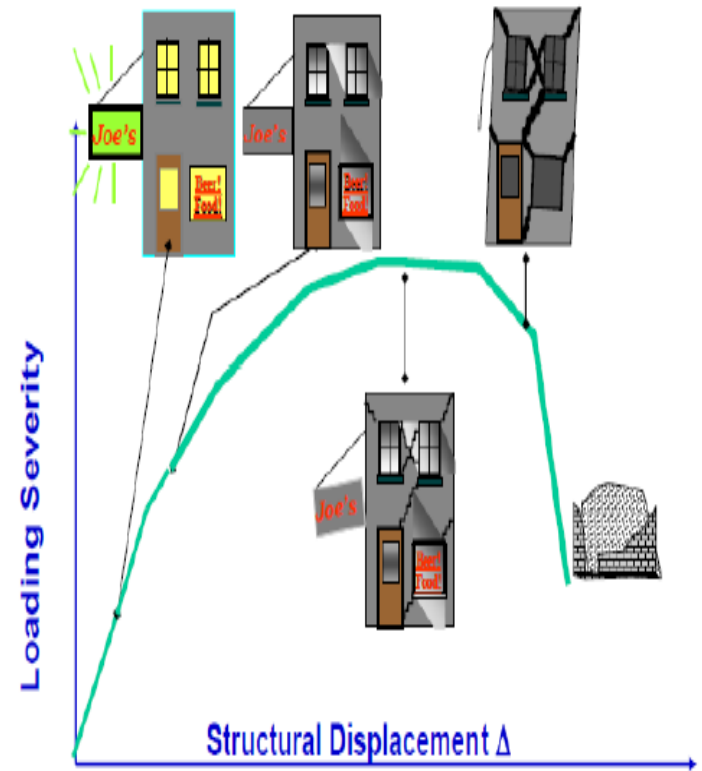 Joe's
Beer!
Food!
Joe's
Beer!
Food!
Joe's
Beer!
Food!
Loading Severity
Structural Displacement Δ